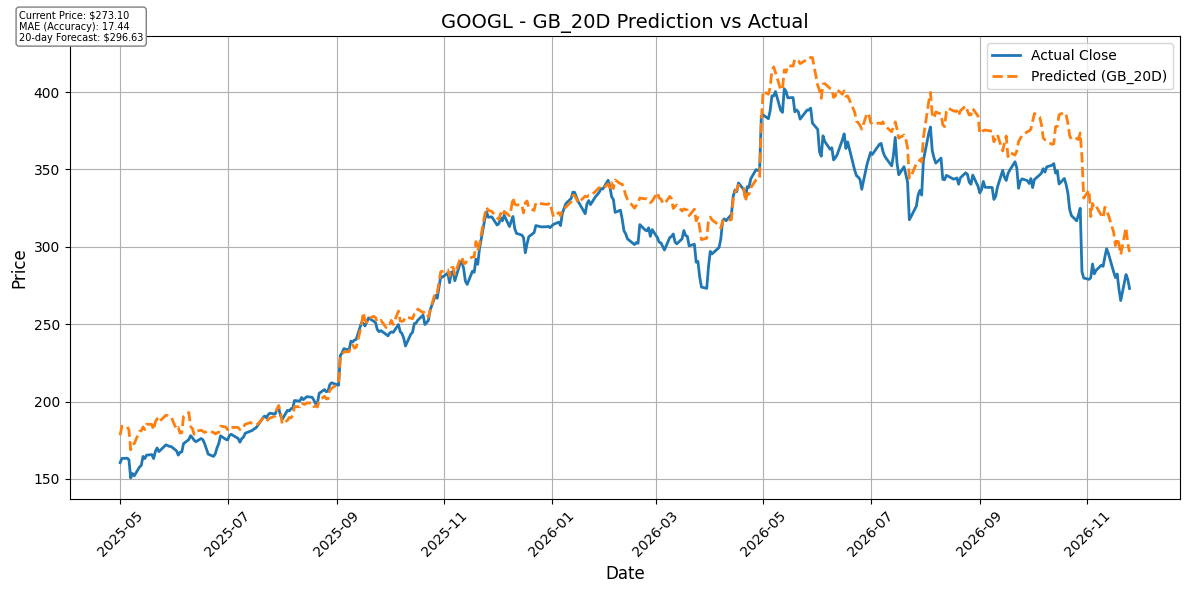 GOOGL - GB_20D Prediction vs Actual
Current Price: $273.10
MAE (Accuracy): 17.44
20-day Forecast: $296.63
Actual Close
Predicted (GB_20D)
Price
400
350
300
250
200
150
2025-05
2025-07
2025-09
2025-11
2026-01
2026-03
2026-05
2026-07
2026-09
2026-11
Date